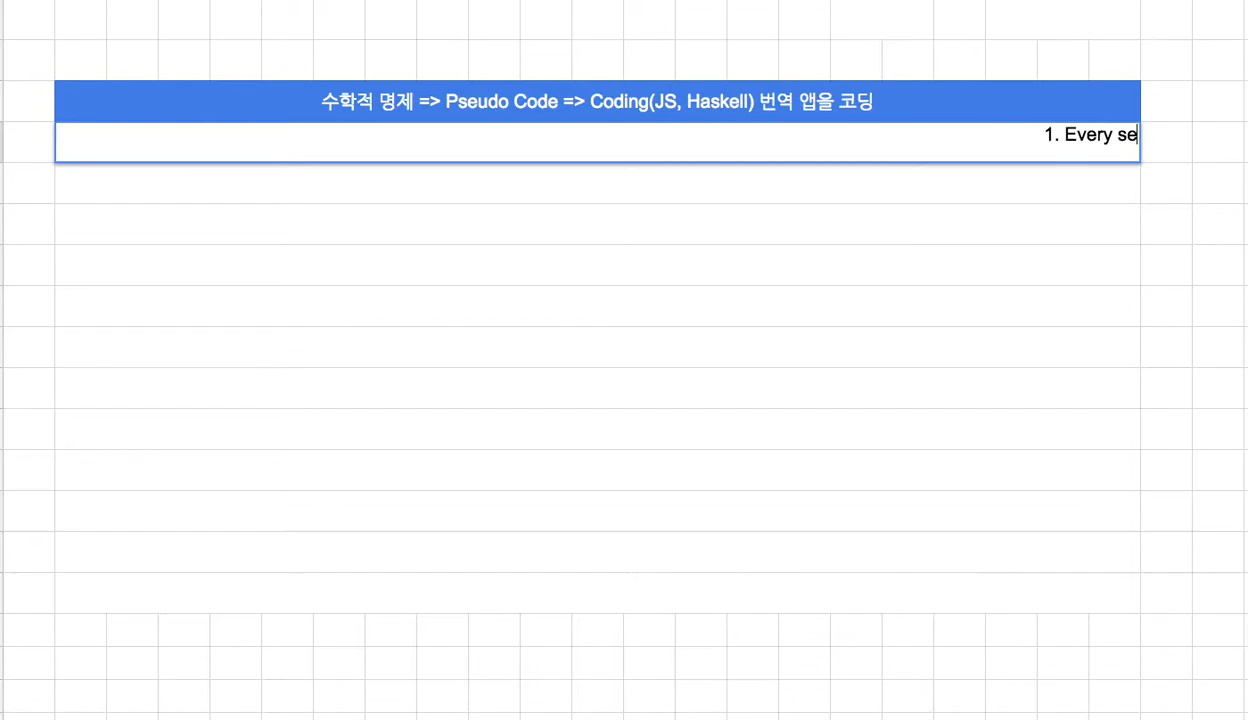 수학적 명제 => Pseudo Code => Coding(JS, Haskell) 번역 앱을 코딩
1. Every se